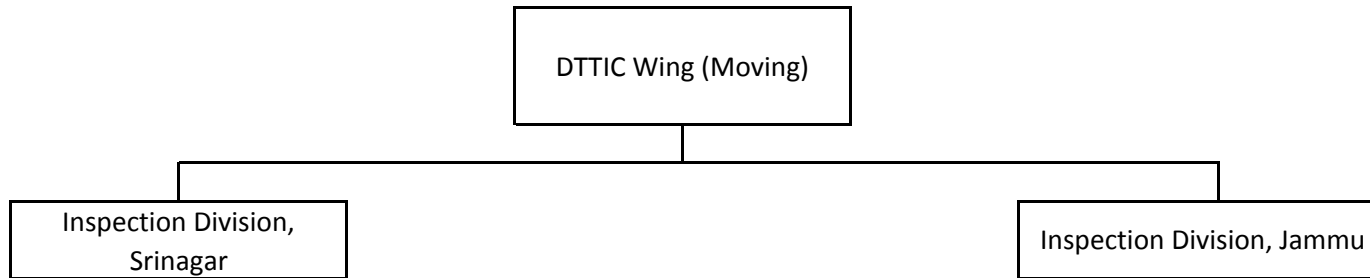 DTTIC Wing (Moving)
Inspection Division,
Srinagar
Inspection Division, Jammu